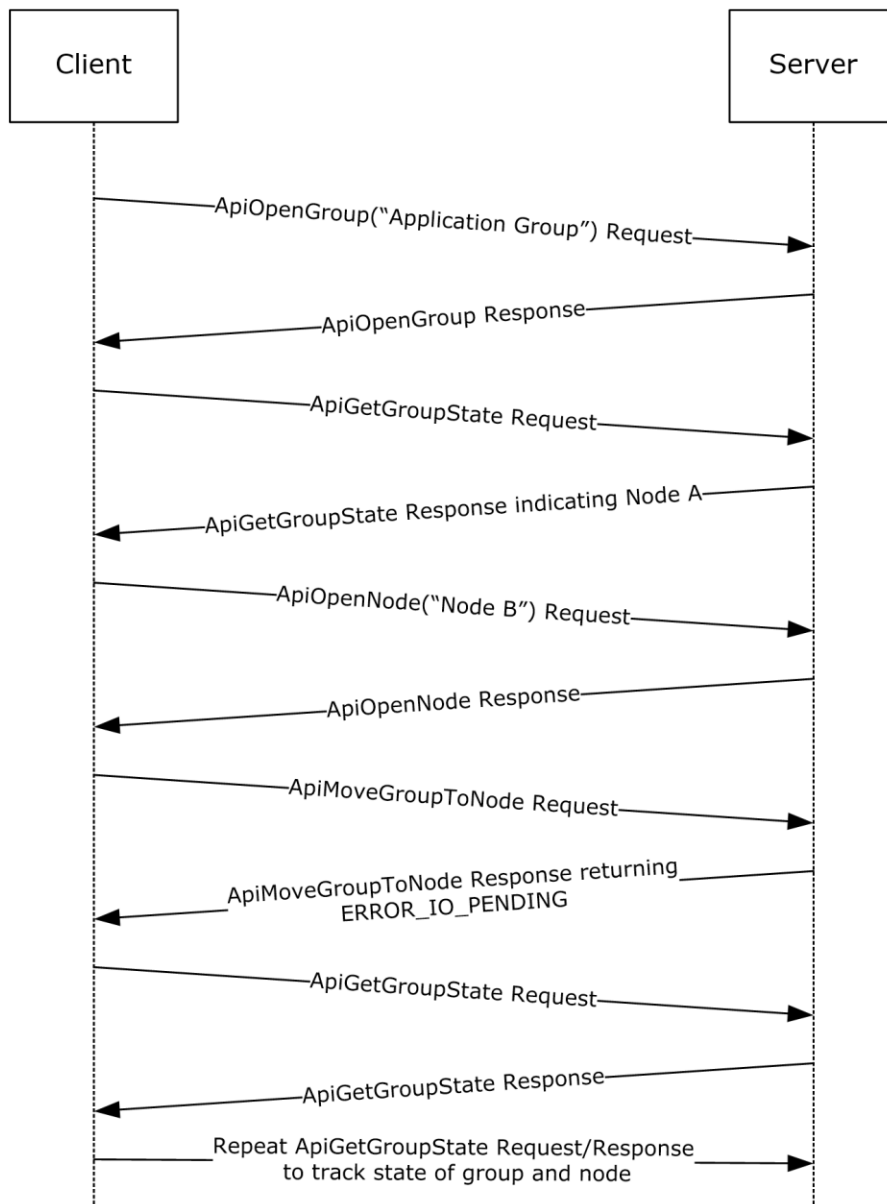 Client
Server
ApiOpenGroup(“Application Group”) Request
ApiOpenGroup Response
ApiGetGroupState Request
ApiGetGroupState Response indicating Node A
ApiOpenNode(“Node B”) Request
ApiOpenNode Response
ApiMoveGroupToNode Request
ApiMoveGroupToNode Response returning
ERROR_IO_PENDING
ApiGetGroupState Request
ApiGetGroupState Response
Repeat ApiGetGroupState Request/Response
to track state of group and node